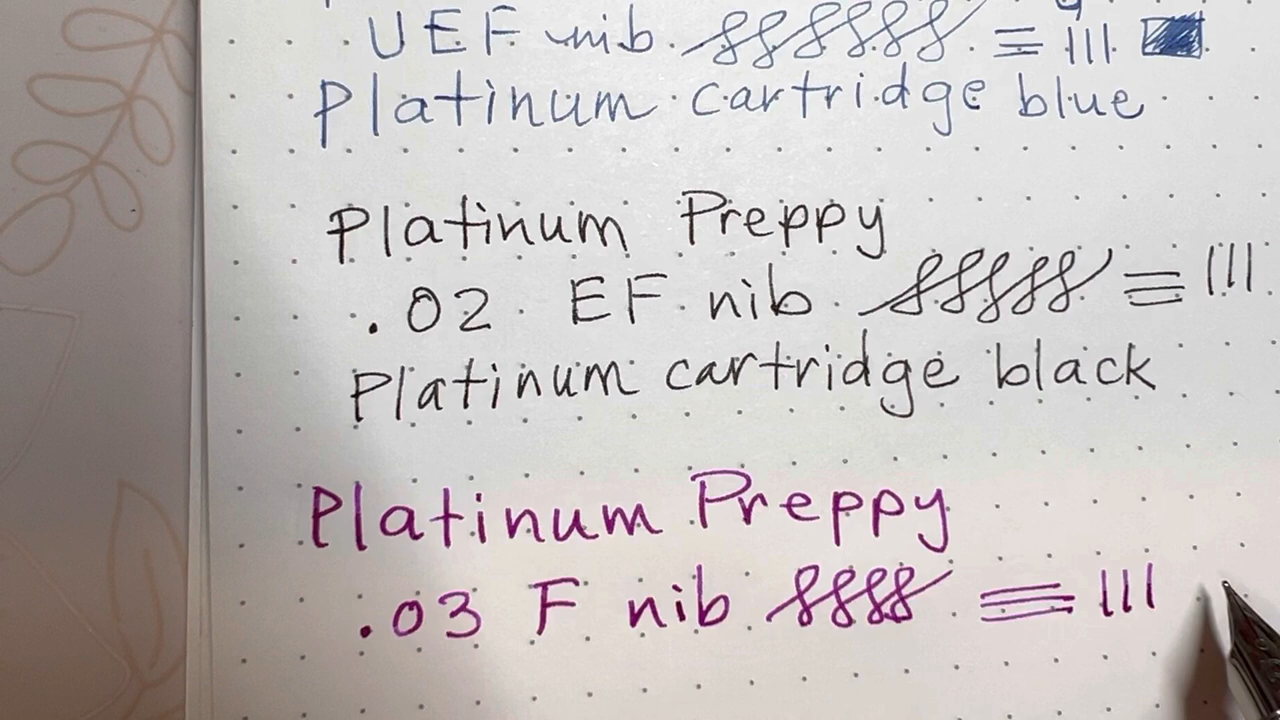 UEF nib
Platinum cartridge blue
Platinum Preppy
.02 EF nib
Platinum cartridge black
Platinum Preppy
.03 F nib